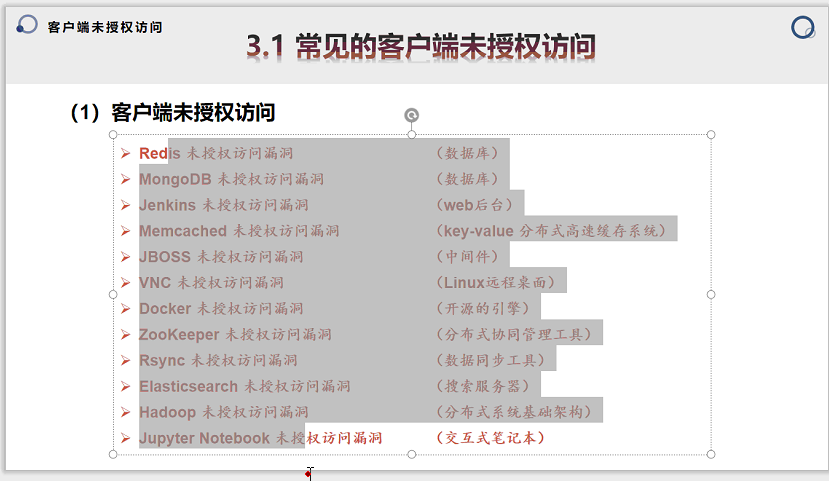 客户端未授权访问
3.1 常见的客户端未授权访问
（1）客户端未授权访问
Redis 未授权访问漏洞 （数据库）
MongoDB 未授权访问漏洞 （数据库）
Jenkins 未授权访问漏洞 （web后台）
Memcached 未授权访问漏洞 （key-value 分布式高速缓存系统）
JBOSS 未授权访问漏洞 （中间件）
VNC 未授权访问漏洞 （Linux远程桌面）
Docker 未授权访问漏洞 （开源的引擎）
ZooKeeper 未授权访问漏洞 （分布式协同管理工具）
Rsync 未授权访问漏洞 （数据同步工具）
Elasticsearch 未授权访问漏洞 （搜索服务器）
Hadoop 未授权访问漏洞 （分布式系统基础架构）
Jupyter Notebook 未授权访问漏洞 （交互式笔记本）